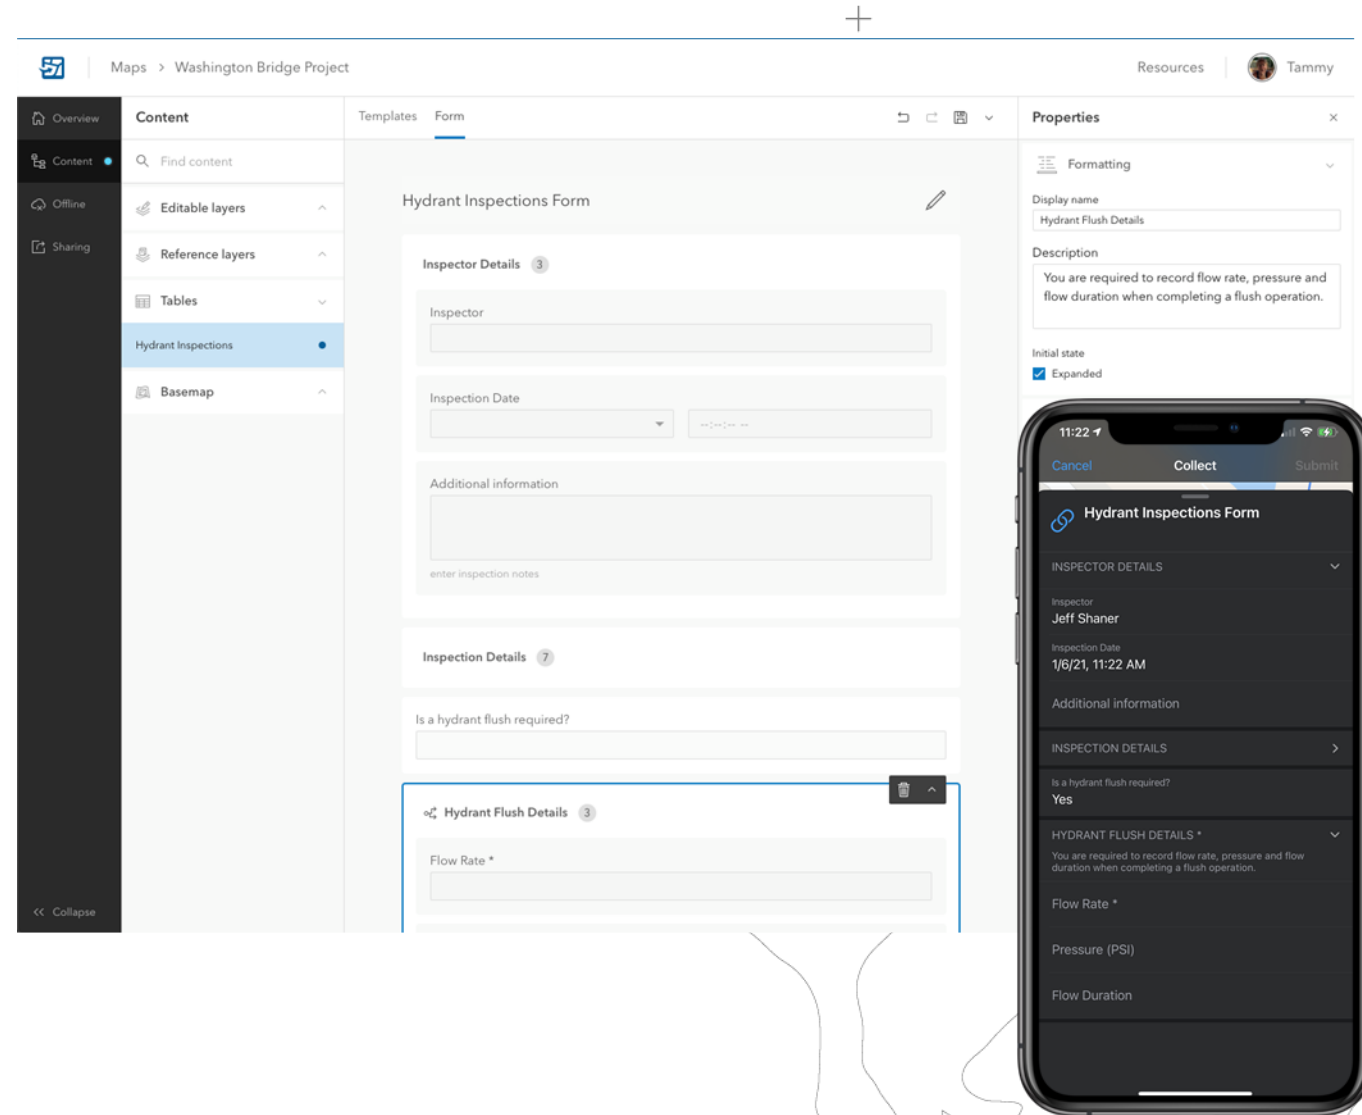 Maps > Washington Bridge Project
Resources
Tammy
Overview
Content
Offline
Sharing
<< Collapse
Content
Find content
Editable layers
Reference layers
Tables
Hydrant Inspections
Basemap
Templates
Form
Hydrant Inspections Form
Inspector Details 3
Inspector
Inspection Date
--:--:-- --
Additional information
enter inspection notes
Inspection Details 7
Is a hydrant flush required?
Hydrant Flush Details 3
Flow Rate *
Properties
Formatting
Display name
Hydrant Flush Details
Description
You are required to record flow rate, pressure and
flow duration when completing a flush operation.
Initial state
Expanded
11:22
Cancel
Collect
Submit
Hydrant Inspections Form
INSPECTOR DETAILS
Inspector
Jeff Shaner
Inspection Date
1/6/21, 11:22 AM
Additional information
INSPECTION DETAILS
Is a hydrant flush required?
Yes
HYDRANT FLUSH DETAILS *
You are required to record flow rate, pressure and flow
duration when completing a flush operation.
Flow Rate *
Pressure (PSI)
Flow Duration